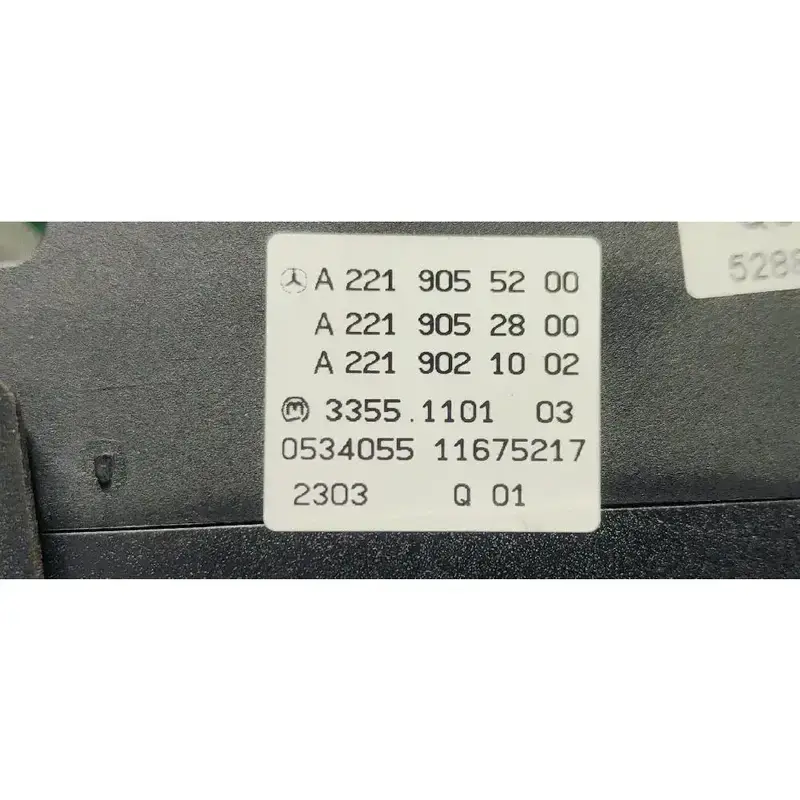 A 221 905 52 00
A 221 905 28 00
A 221 902 10 02
M 3355.1101 03
0534055 11675217
2303 Q 01